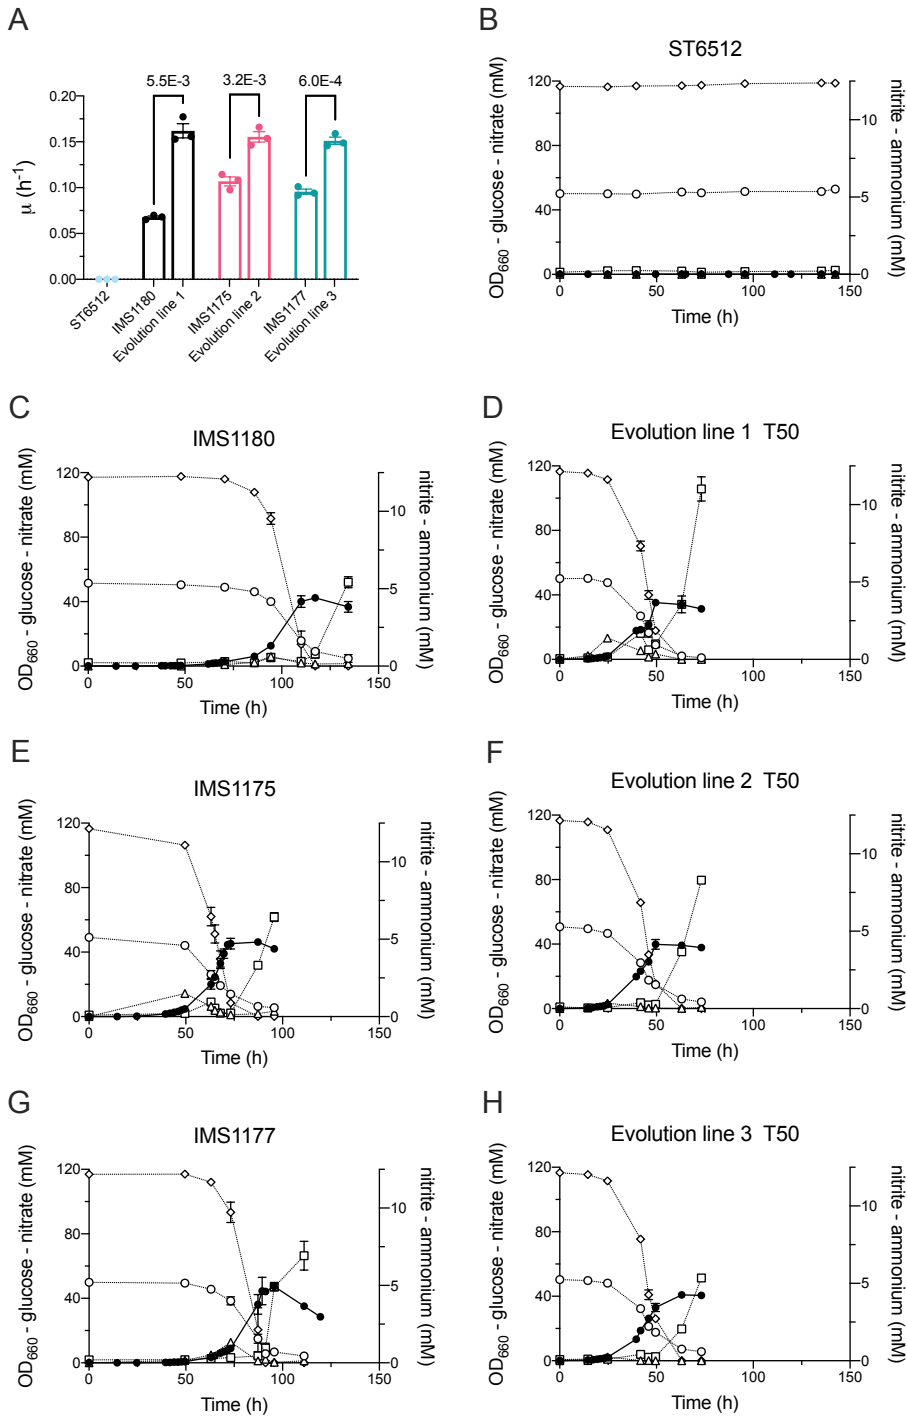 A
5.5E-3
3.2E-3
6.0E-4
0.20
0.15
0.10
0.05
0.00
μ (h-1)
ST6512
IMS1180
Evolution line 1
IMS1175
Evolution line 2
IMS1177
Evolution line 3
B
ST6512
120
80
40
0
10
5
0
0
50
100
150
OD660 - glucose - nitrate (mM)
nitrite - ammonium (mM)
Time (h)
C
IMS1180
120
80
40
0
10
5
0
0
50
100
150
OD660 - glucose - nitrate (mM)
nitrite - ammonium (mM)
Time (h)
D
Evolution line 1 T50
120
80
40
0
10
5
0
0
50
100
150
OD660 - glucose - nitrate (mM)
nitrite - ammonium (mM)
Time (h)
E
IMS1175
120
80
40
0
10
5
0
0
50
100
150
OD660 - glucose - nitrate (mM)
nitrite - ammonium (mM)
Time (h)
F
Evolution line 2 T50
120
80
40
0
10
5
0
0
50
100
150
OD660 - glucose - nitrate (mM)
nitrite - ammonium (mM)
Time (h)
G
IMS1177
120
80
40
0
10
5
0
0
50
100
150
OD660 - glucose - nitrate (mM)
nitrite - ammonium (mM)
Time (h)
H
Evolution line 3 T50
120
80
40
0
10
5
0
0
50
100
150
OD660 - glucose - nitrate (mM)
nitrite - ammonium (mM)
Time (h)